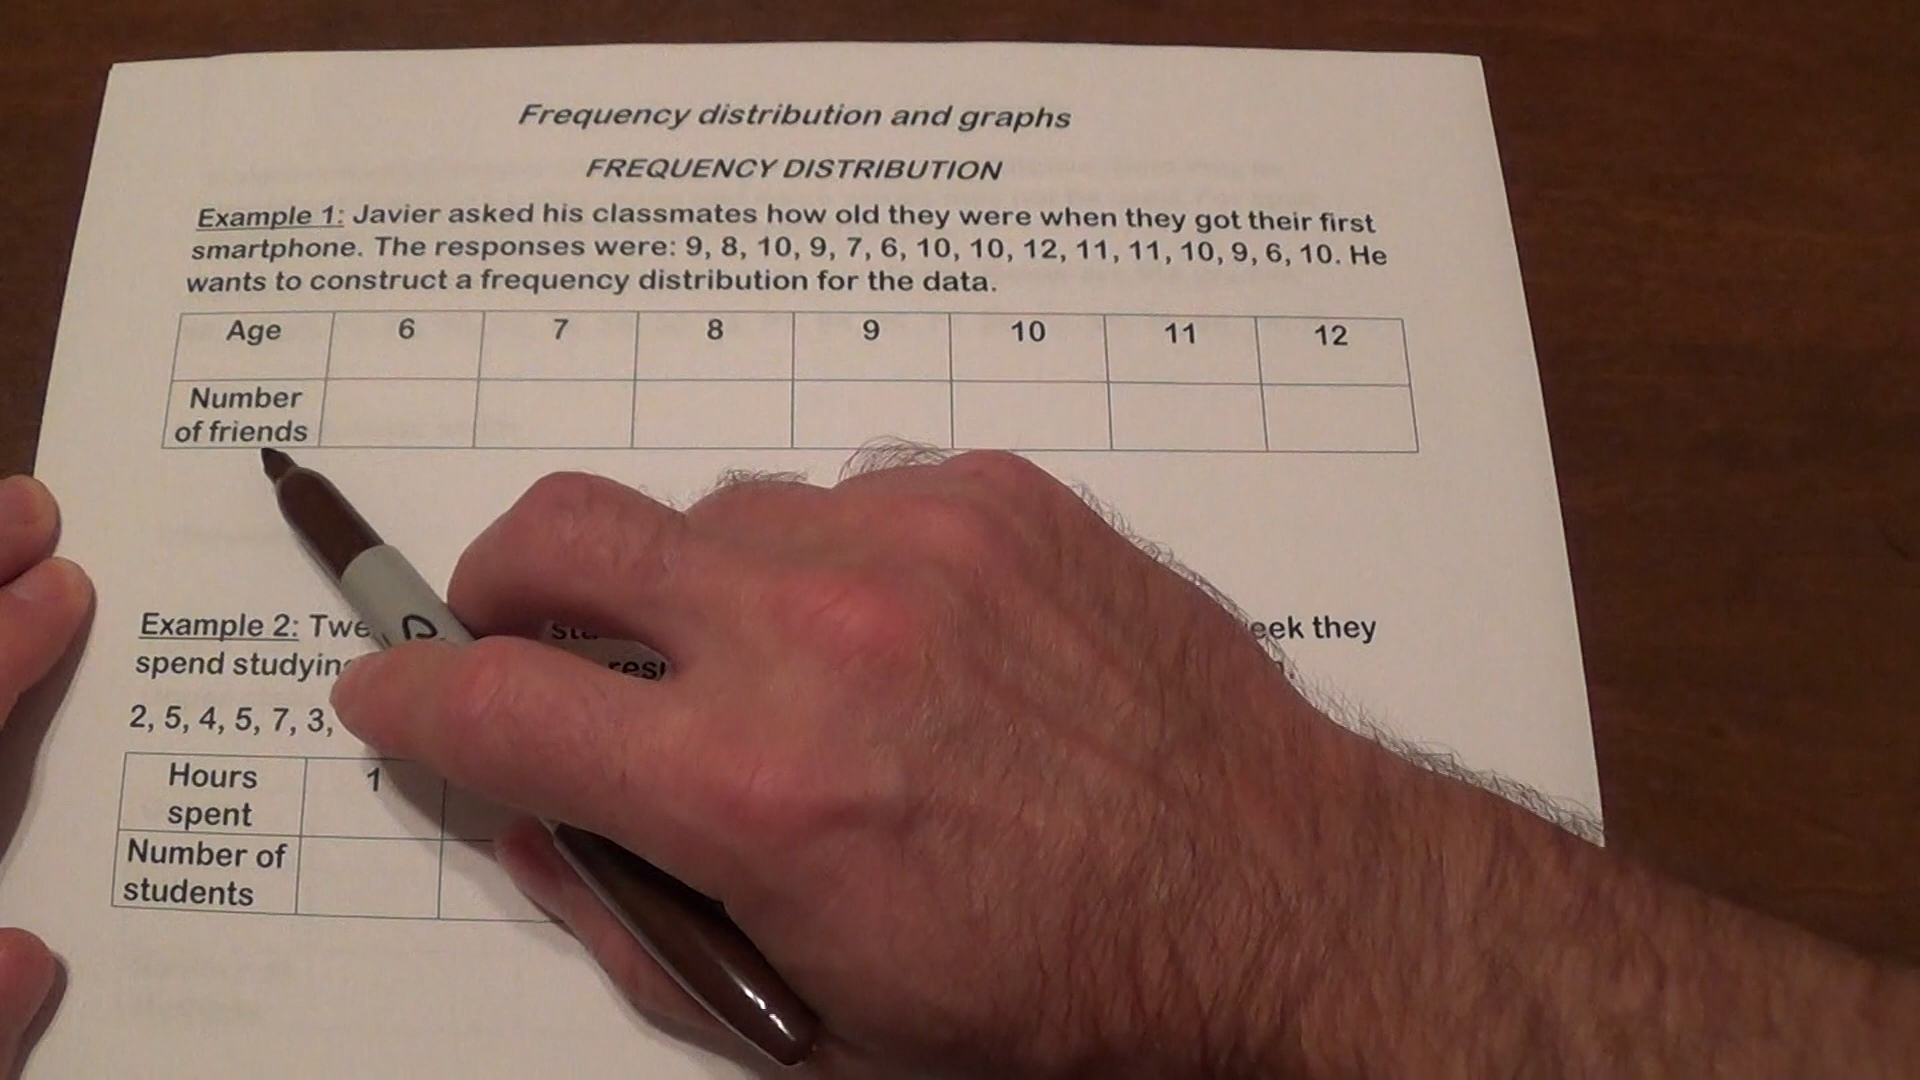 Frequency distribution and graphs
FREQUENCY DISTRIBUTION
Example 1: Javier asked his classmates how old they were when they got their first
smartphone. The responses were: 9, 8, 10, 9, 7, 6, 10, 10, 12, 11, 11, 10, 9, 6, 10. He
wants to construct a frequency distribution for the data.
Age 6 7 8 9 10 11 12
Number
of friends
Example 2: they
spend
2, 5, 4, 5, 7, 3,
Hours 1
spent
Number of
students